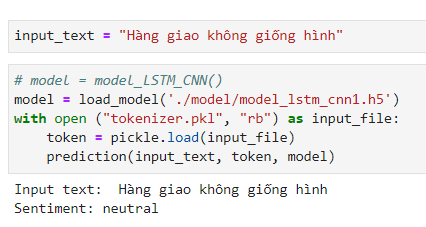 input_text = "Hàng giao không giống hình"
# model = model_LSTM_CNN()
model = load_model('./model/model_lstm_cnn1.h5')
with open ("tokenizer.pkl", "rb") as input_file:
    token = pickle.load(input_file)
    prediction(input_text, token, model)
Input text:  Hàng giao không giống hình
Sentiment: neutral